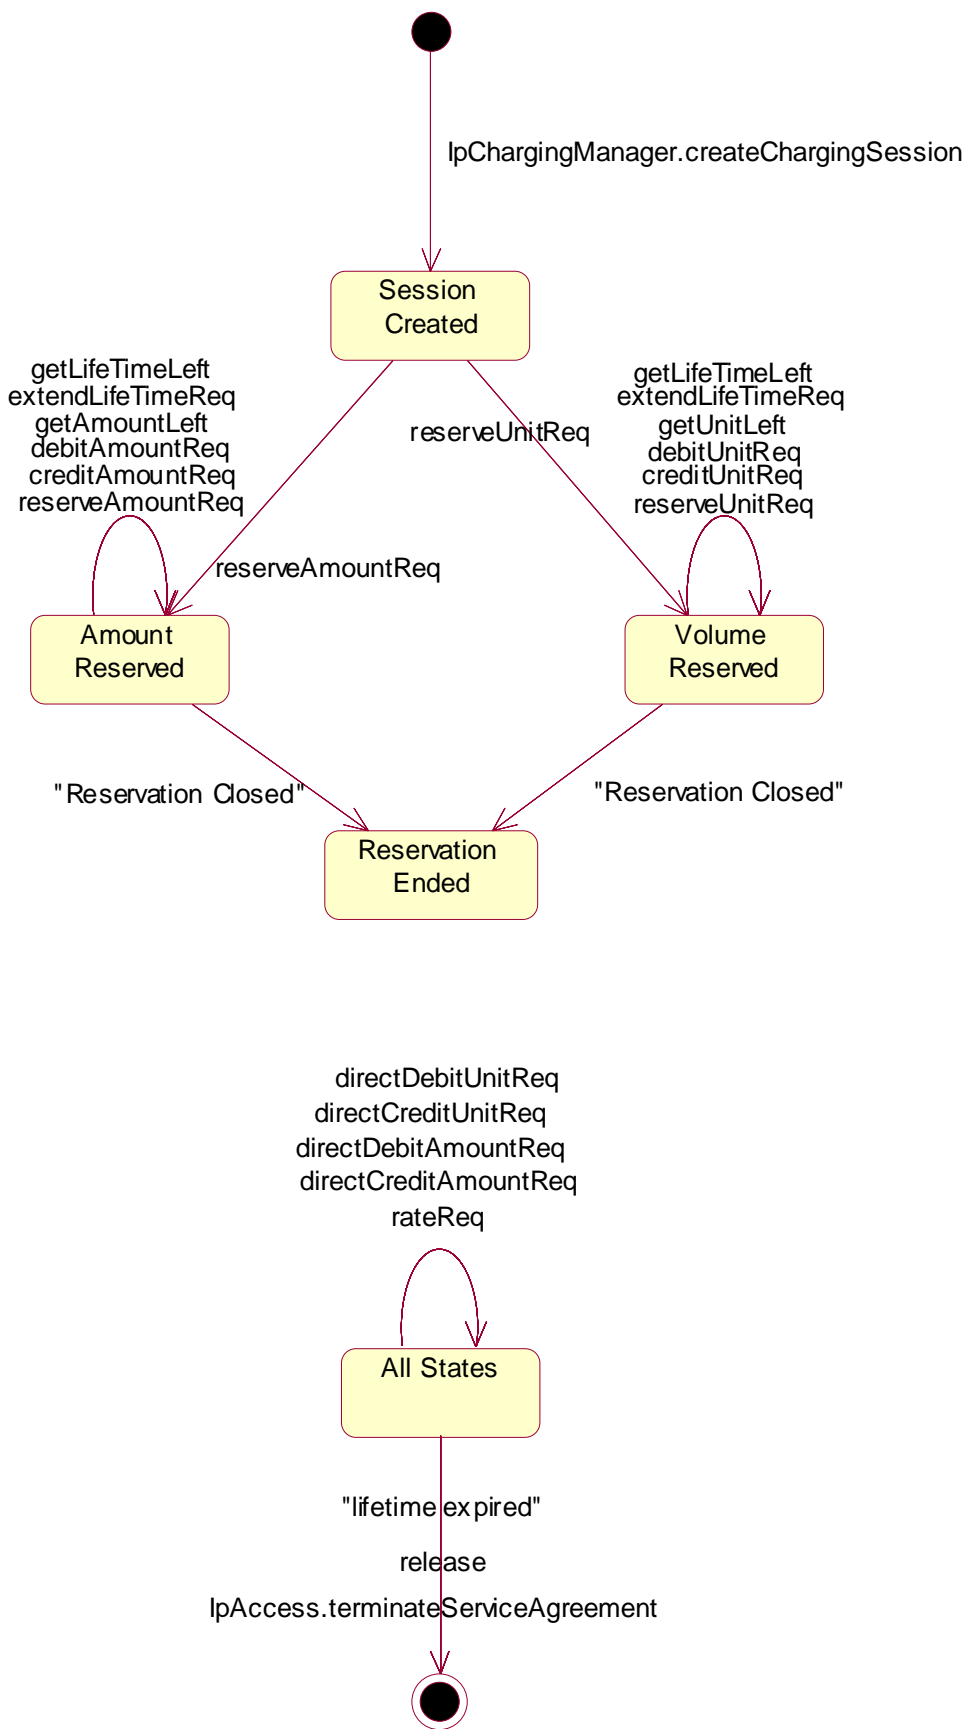 IpChargingManager.createChargingSession
Session
Created
getLifeTimeLeft
extendLifeTimeReq
getAmountLeft
debitAmountReq
creditAmountReq
reserveAmountReq
getLifeTimeLeft
extendLifeTimeReq
getUnitLeft
debitUnitReq
creditUnitReq
reserveUnitReq
reserveUnitReq
reserveAmountReq
Amount
Reserved
Volume
Reserved
"Reservation Closed"
"Reservation Closed"
Reservation
Ended
directDebitUnitReq
directCreditUnitReq
directDebitAmountReq
directCreditAmountReq
rateReq
All States
"lifetime expired"
release
IpAccess.terminateServiceAgreement